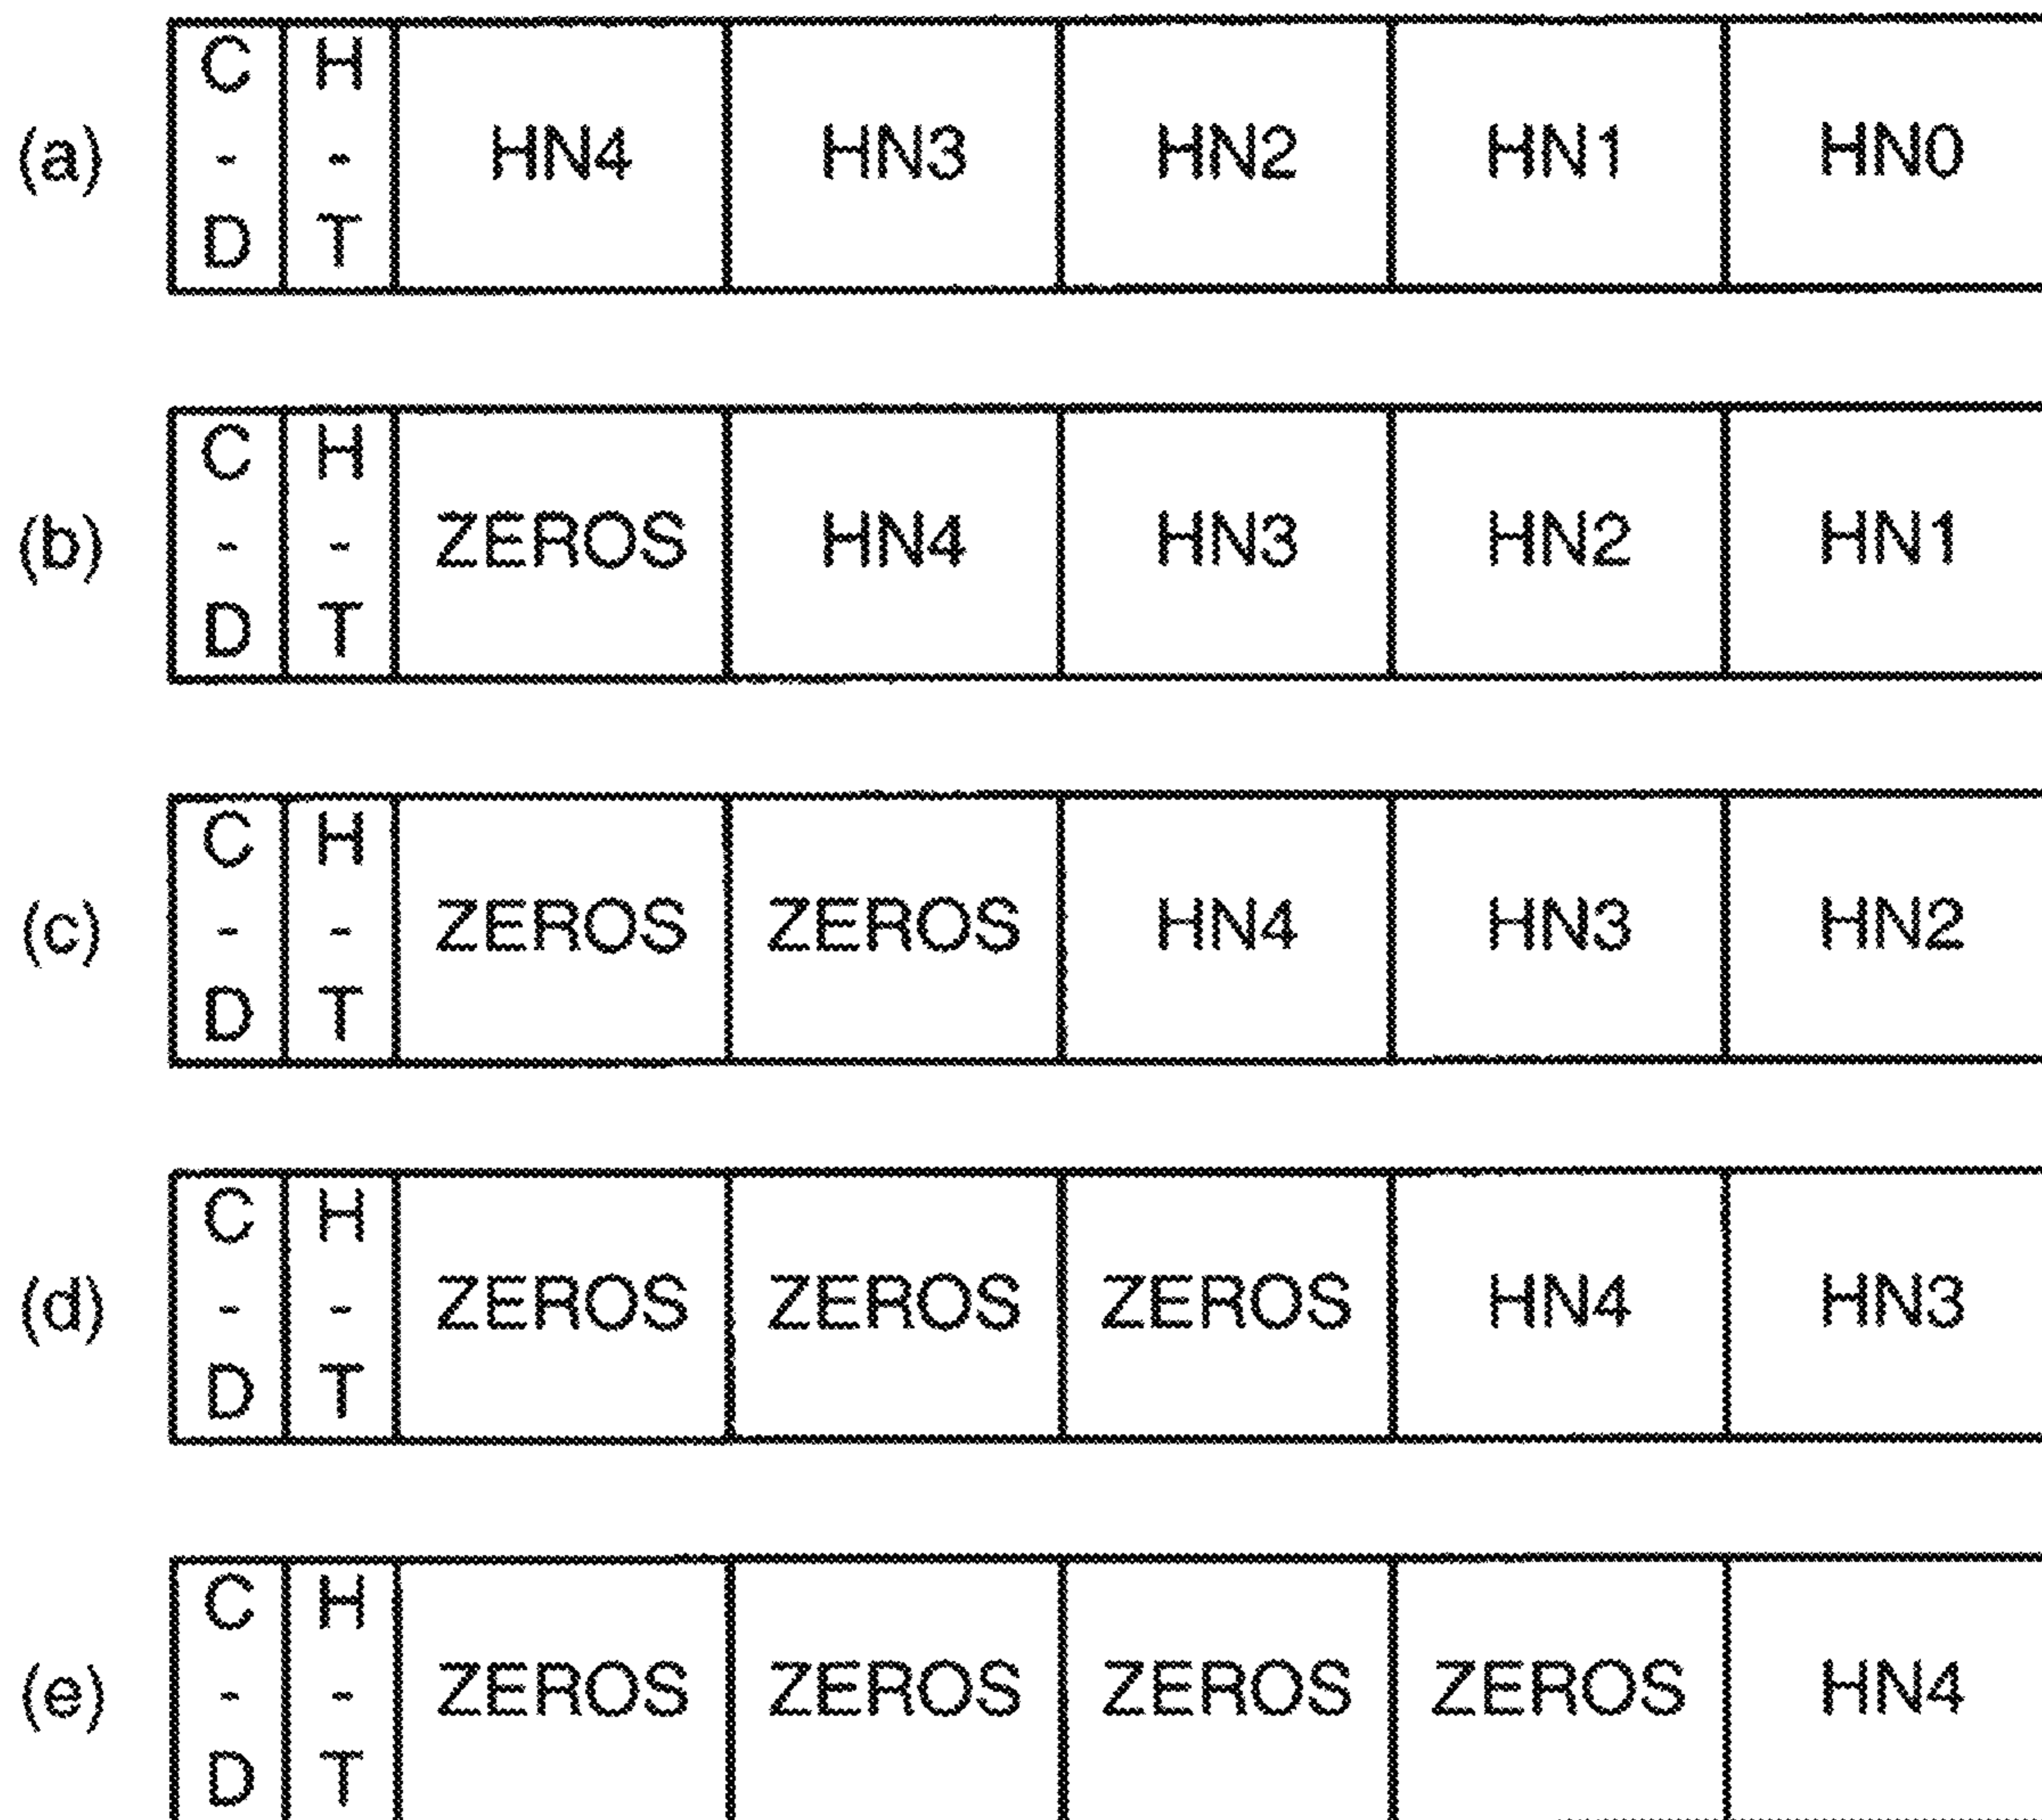 C H
(a) - - HN4 HN3 HN2 HN1 HN0
D T
C H
(b) - - ZEROS HN4 HN3 HN2 HN1
D T
C H
(c) - - ZEROS ZEROS HN4 HN3 HN2
D T
C H
(d) - - ZEROS ZEROS ZEROS HN4 HN3
D T
C H
(e) - - ZEROS ZEROS ZEROS ZEROS HN4
D T